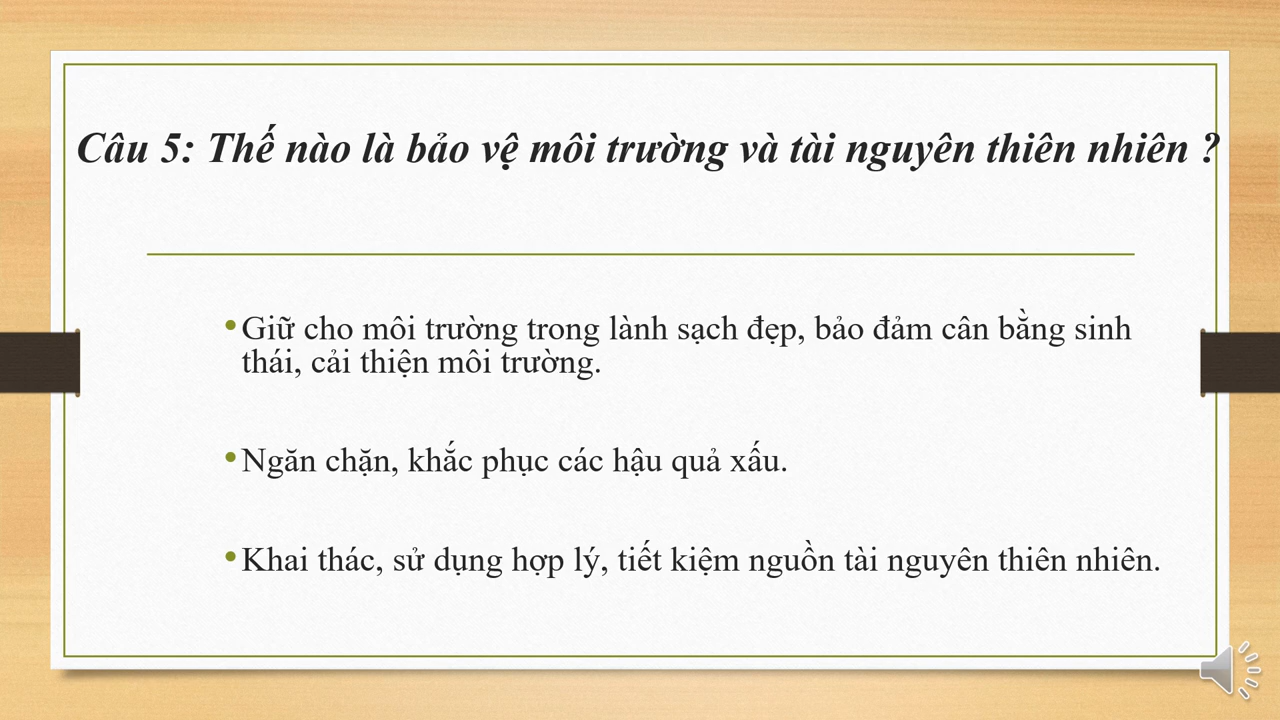 Câu 5: Thế nào là bảo vệ môi trường và tài nguyên thiên nhiên ?
•Giữ cho môi trường trong lành sạch đẹp, bảo đảm cân bằng sinh
thái, cải thiện môi trường.
•Ngăn chặn, khắc phục các hậu quả xấu.
•Khai thác, sử dụng hợp lý, tiết kiệm nguồn tài nguyên thiên nhiên.